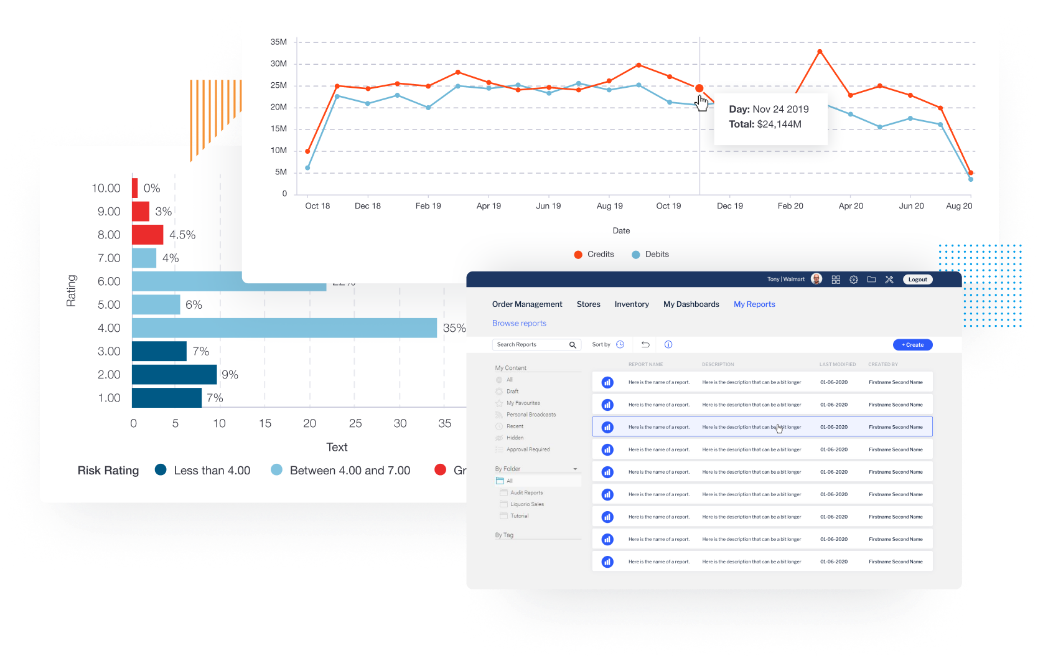 35M
30M
25M
20M
15M
10M
5M
0
Day: Nov 24 2019
Total: $24,144M
Oct 18 Dec 18 Feb 19 Apr 19 Jun 19 Aug 19 Oct 19 Dec 19 Feb 20 Apr 20 Jun 20 Aug 20
Date
Credits Debits
Rating
10.00 0%
9.00 3%
8.00 4.5%
7.00 4%
6.00
5.00 6%
4.00 35%
3.00 7%
2.00 9%
1.00 7%
0 5 10 15 20 25 30 35
Text
Risk Rating Less than 4.00 Between 4.00 and 7.00 Gr
Tony | Walmart Logout
Order Management Stores Inventory My Dashboards My Reports
Browse reports
Search Reports Sort by + Create
My Content
All
Draft
My Favourites
Personal Broadcasts
Recent
Hidden
Approval Required
By Folder
All
Audit Reports
Liquono Sales
Tutorial
By Tag
REPORT NAME DESCRIPTION LAST MODIFIED CREATED BY
Here is the name of a report. Here is the description that can be a bit longer 01-06-2020 Firstname Second Name
Here is the name of a report. Here is the description that can be a bit longer 01-06-2020 Firstname Second Name
Here is the name of a report. Here is the description that can be a bit longer 01-06-2020 Firstname Second Name
Here is the name of a report. Here is the description that can be a bit longer 01-06-2020 Firstname Second Name
Here is the name of a report. Here is the description that can be a bit longer 01-06-2020 Firstname Second Name
Here is the name of a report. Here is the description that can be a bit longer 01-06-2020 Firstname Second Name
Here is the name of a report. Here is the description that can be a bit longer 01-06-2020 Firstname Second Name
Here is the name of a report. Here is the description that can be a bit longer 01-06-2020 Firstname Second Name
Here is the name of a report. Here is the description that can be a bit longer 01-06-2020 Firstname Second Name